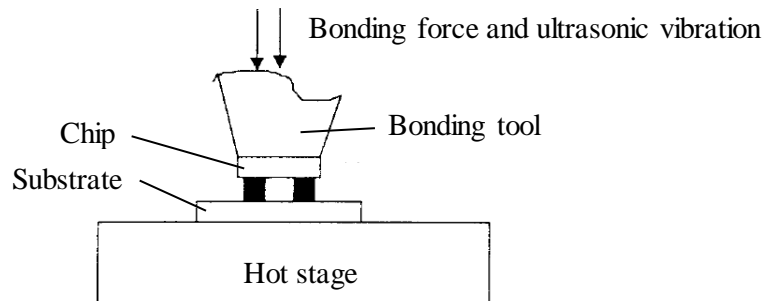 Bonding force and ultrasonic vibration
Chip
Bonding tool
Substrate
Hot stage